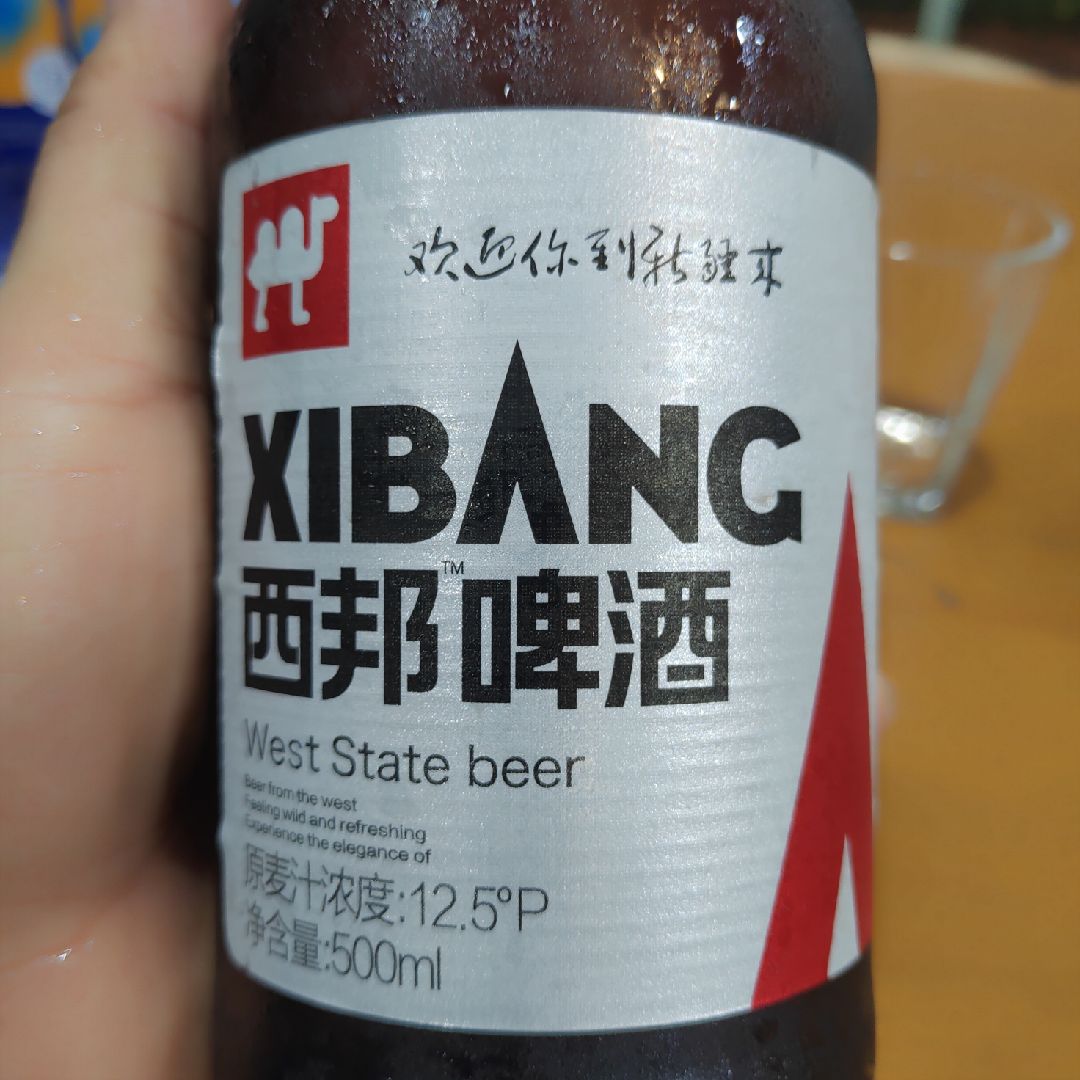 欢迎你到新疆来
XIBANG
西邦™啤酒
West State beer
Beer from the west
Feeling wild and refreshing
Experience the elegance of
原麦汁浓度:12.5°P
净含量:500ml